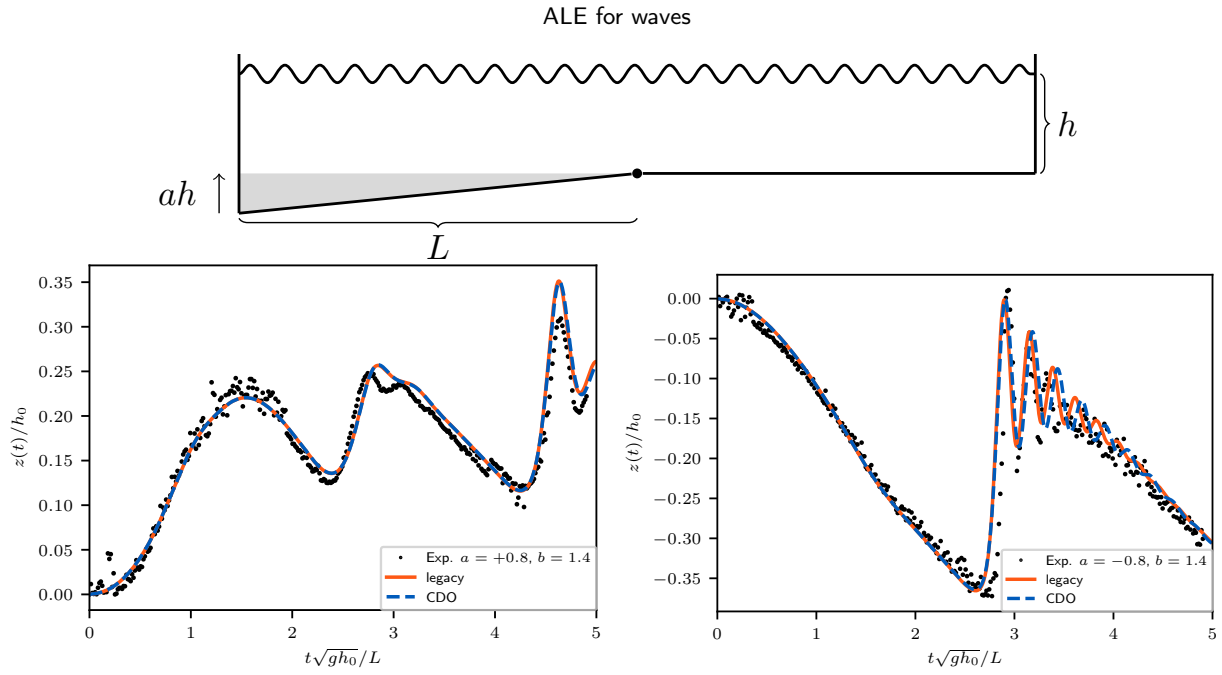 ALE for waves
h
ah
L
0.35
0.30
0.25
0.20
0.15
0.10
0.05
0.00
z(t)/h₀
Exp. a = +0.8, b = 1.4
legacy
CDO
0 1 2 3 4 5
t√gh₀/L
0.00
−0.05
−0.10
−0.15
−0.20
−0.25
−0.30
−0.35
z(t)/h₀
Exp. a = −0.8, b = 1.4
legacy
CDO
0 1 2 3 4 5
t√gh₀/L